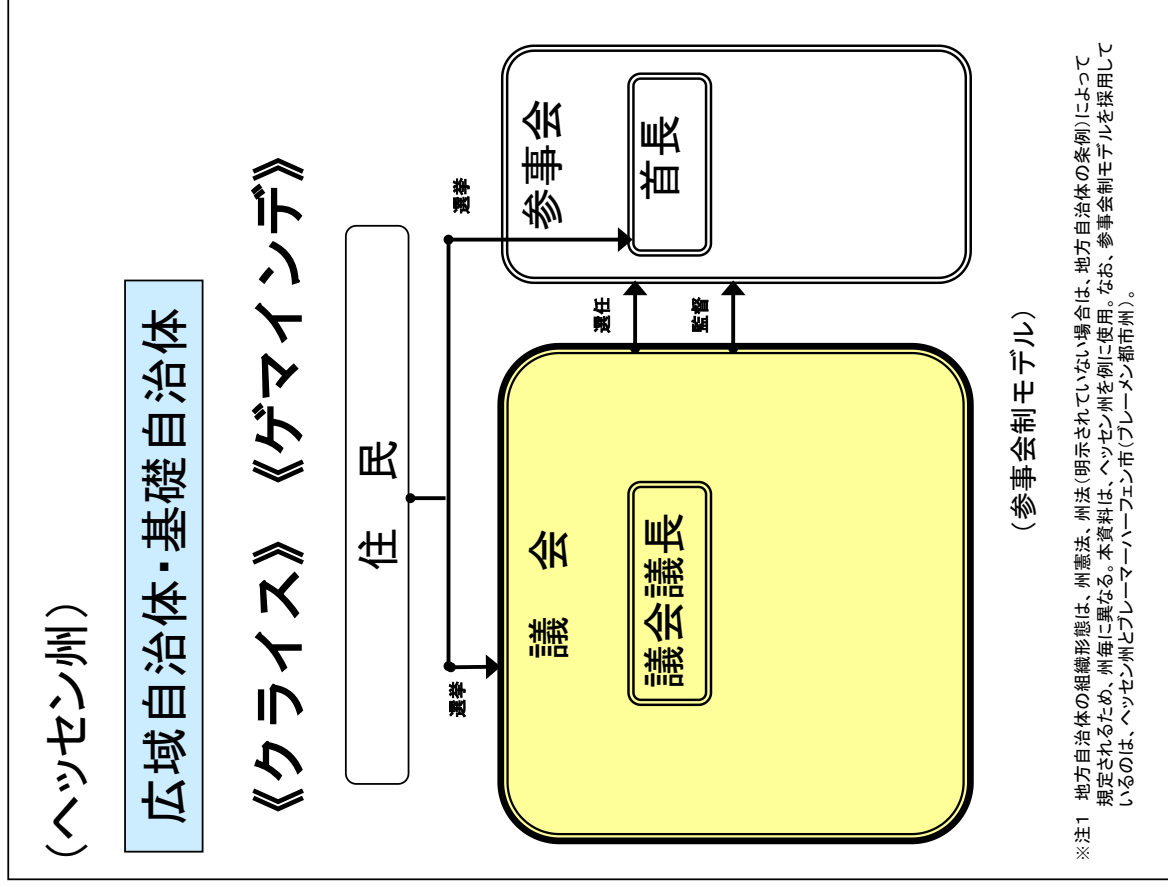 （ヘッセン州）
広域自治体・基礎自治体
《クライス》　《ゲマインデ》
住　民
選挙
選挙
議　会
議会議長
選任
監督
参事会
首長
（参事会制モデル）
※注1　地方自治体の組織形態は、州憲法、州法（明示されていない場合は、地方自治体の条例）によって
規定されるため、州毎に異なる。本資料は、ヘッセン州を例に使用。なお、参事会制モデルを採用して
いるのは、ヘッセン州とブレーマーハーフェン市（ブレーメン都市州）。